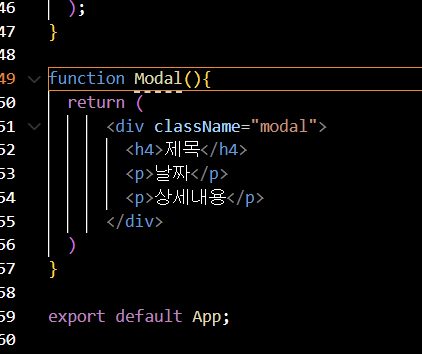 46 );
47 }
48
49 function Modal(){
50 return (
51 <div className="modal">
52 <h4>제목</h4>
53 <p>날짜</p>
54 <p>상세내용</p>
55 </div>
56 )
57 }
58
59 export default App;
60